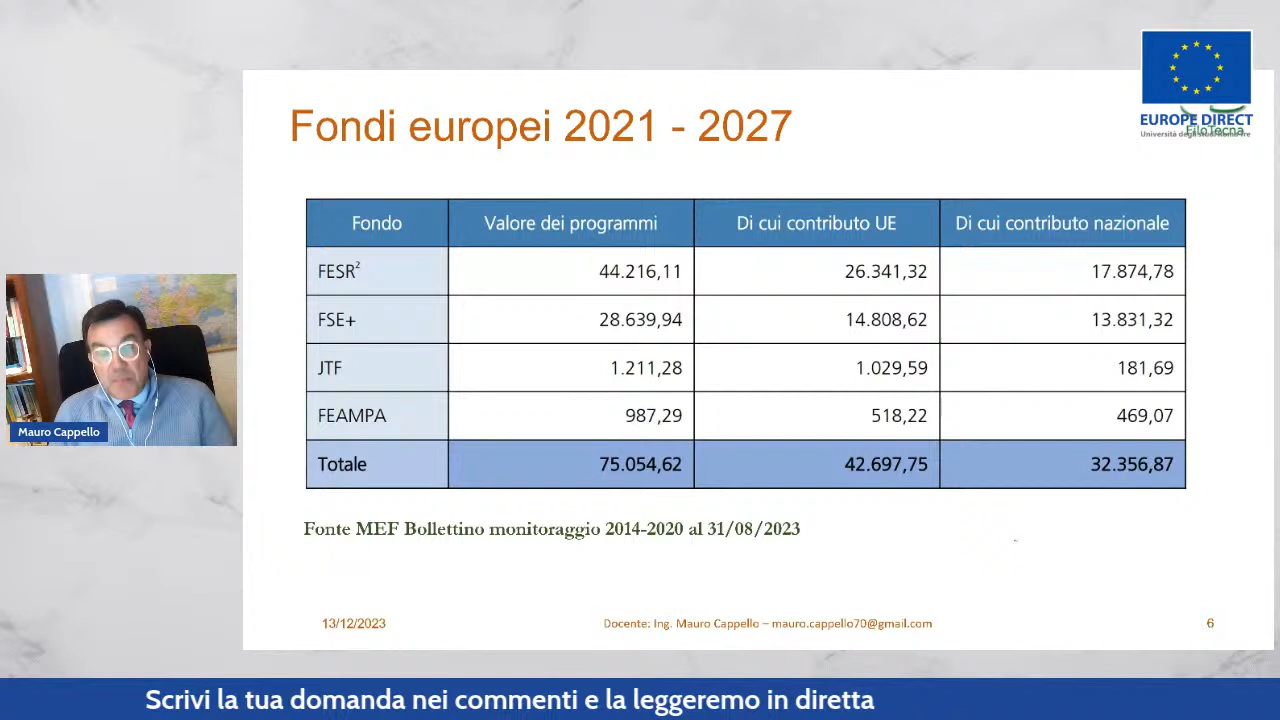 Fondi europei 2021 - 2027
EUROPE DIRECT
FiloTecna
Fondo Valore dei programmi Di cui contributo UE Di cui contributo nazionale
FESR² 44.216,11 26.341,32 17.874,78
FSE+ 28.639,94 14.808,62 13.831,32
JTF 1.211,28 1.029,59 181,69
FEAMPA 987,29 518,22 469,07
Totale 75.054,62 42.697,75 32.356,87
Mauro Cappello
Fonte MEF Bollettino monitoraggio 2014-2020 al 31/08/2023
13/12/2023 Docente: Ing. Mauro Cappello – mauro.cappello70@gmail.com 6
Scrivi la tua domanda nei commenti e la leggeremo in diretta